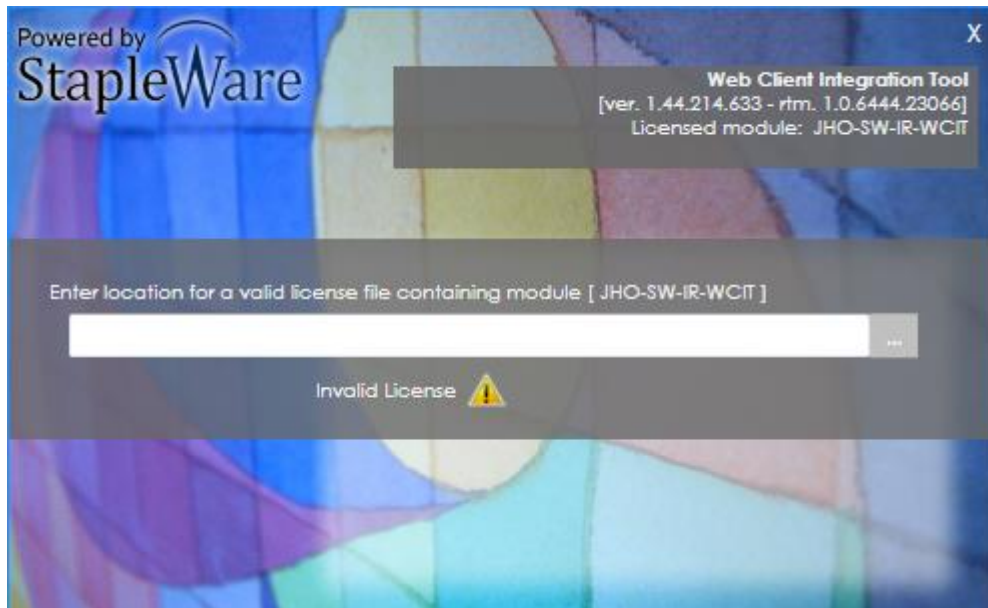 Powered by
StapleWare
X
Web Client Integration Tool
[ver. 1.44.214.633 - rtm. 1.0.6444.23066]
Licensed module: JHO-SW-IR-WCIT
Enter location for a valid license file containing module [ JHO-SW-IR-WCIT ]
...
Invalid License